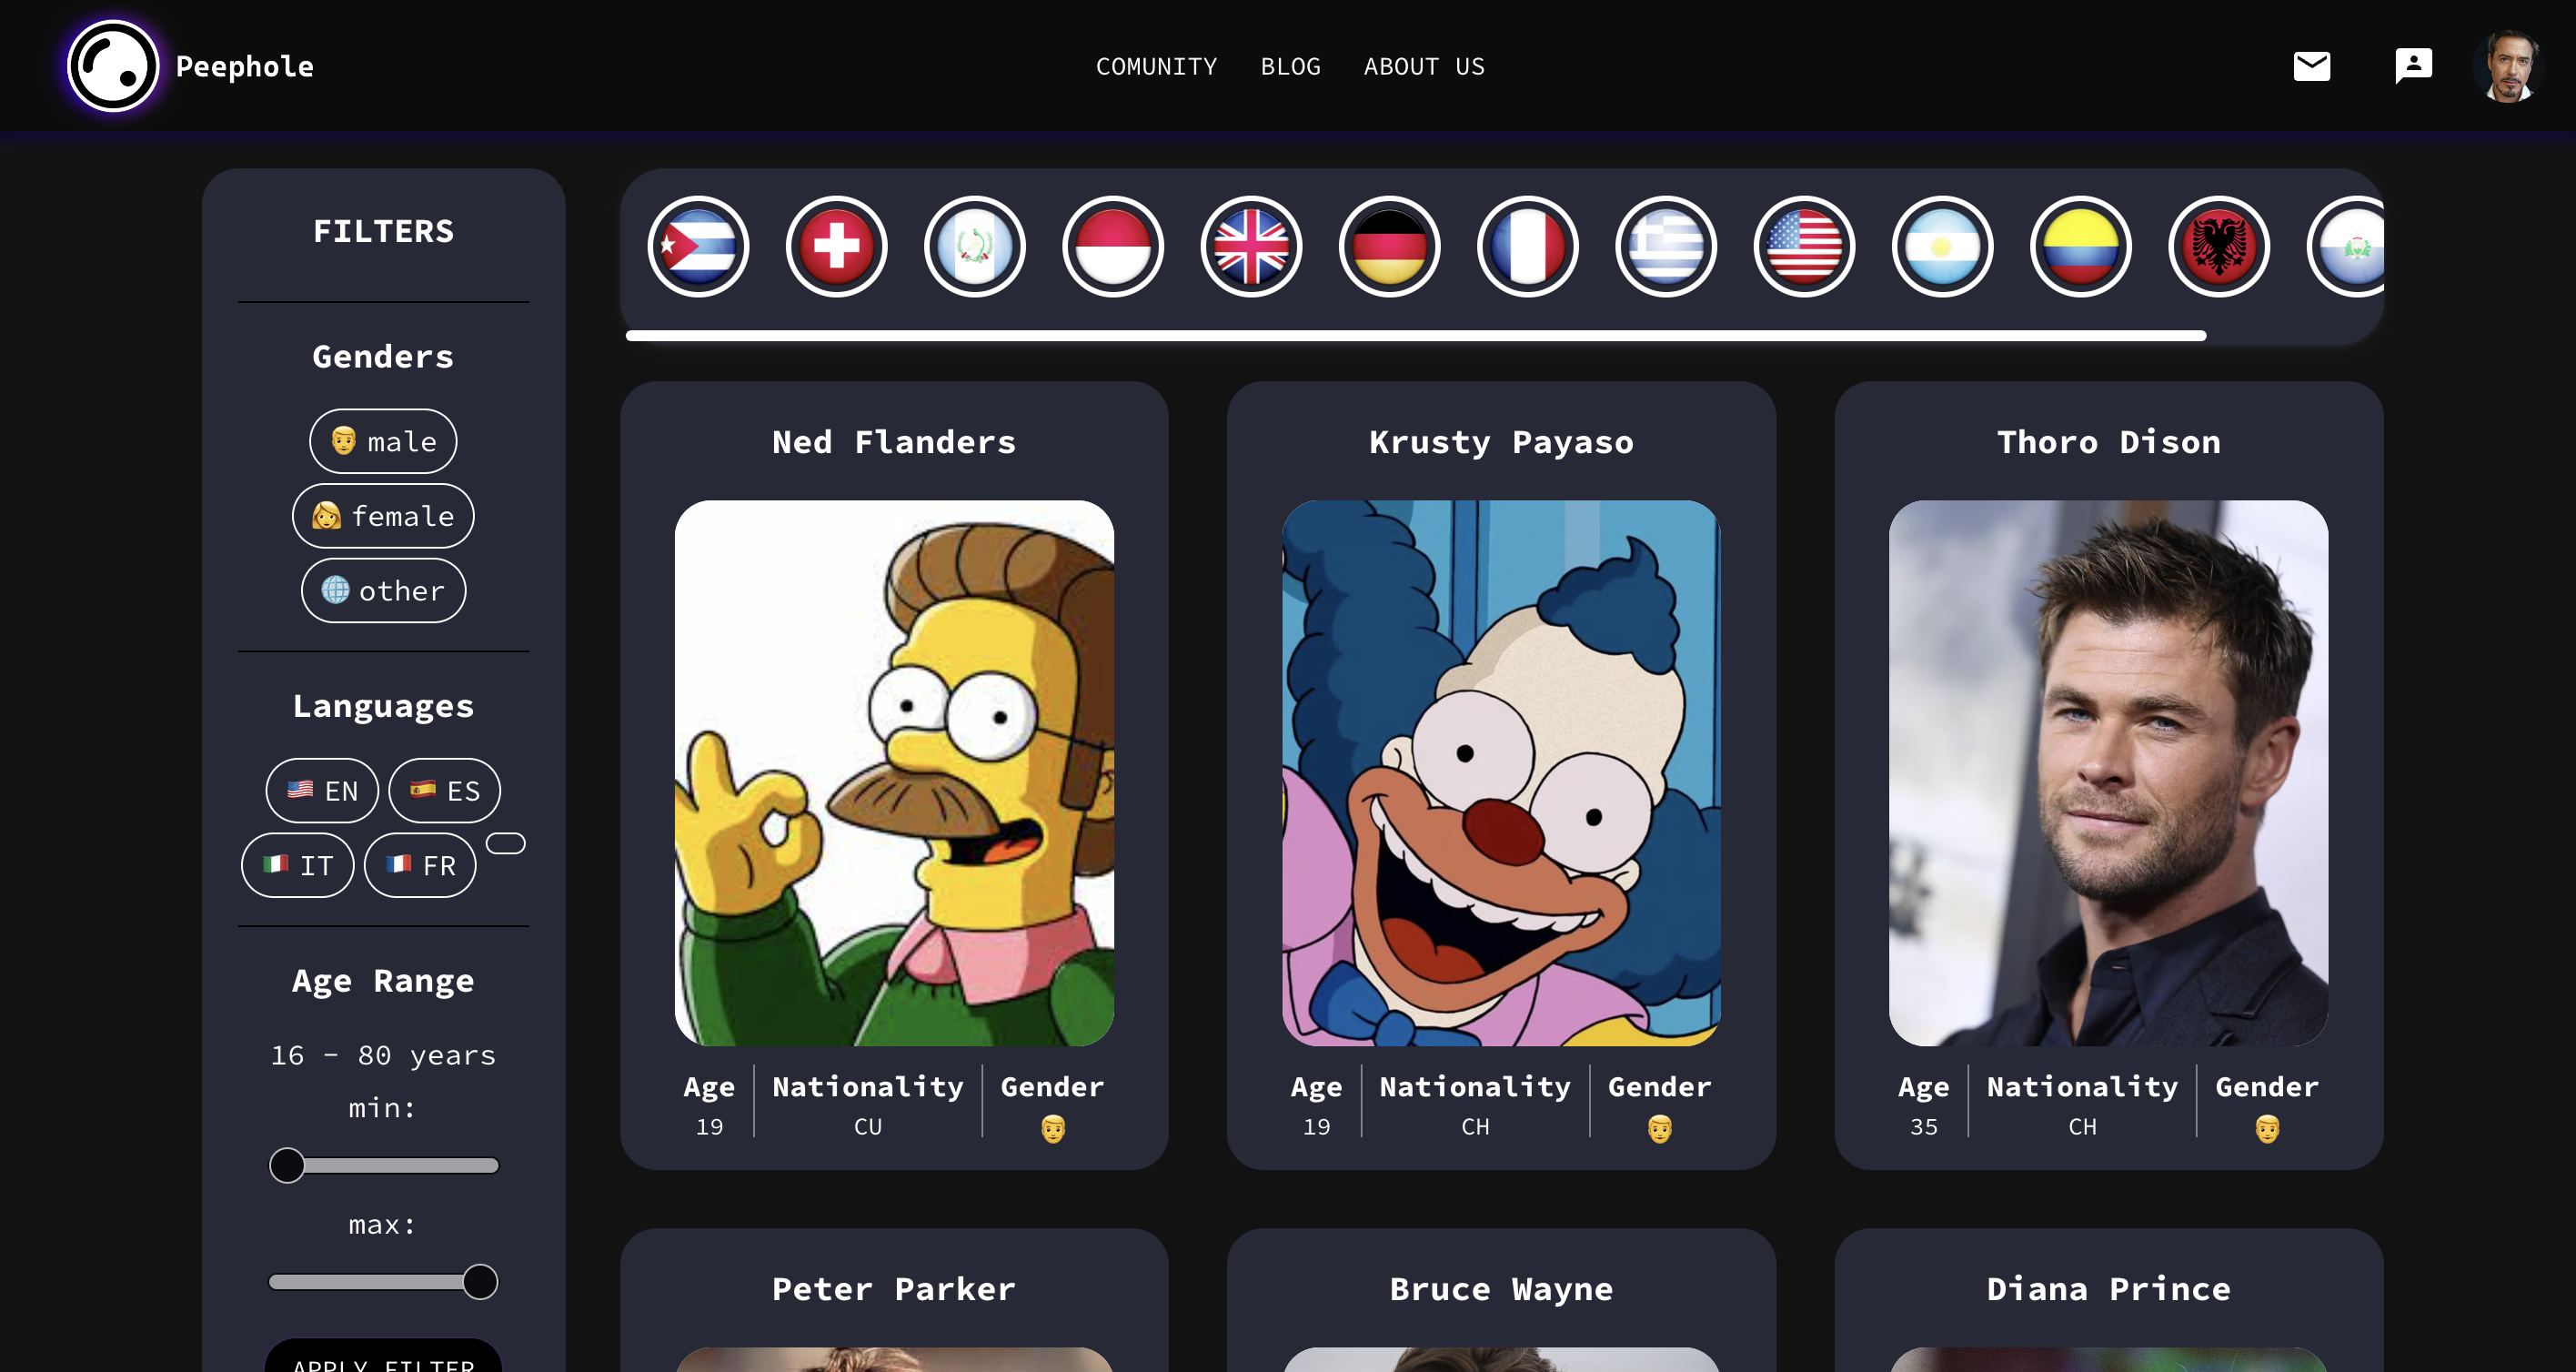 Peephole
COMUNITY BLOG ABOUT US
FILTERS
Genders
male
female
other
Languages
EN ES
IT FR
Age Range
16 - 80 years
min:
max:
APPLY FILTER
Ned Flanders
Age Nationality Gender
19 CU
Krusty Payaso
Age Nationality Gender
19 CH
Thoro Dison
Age Nationality Gender
35 CH
Peter Parker
Bruce Wayne
Diana Prince